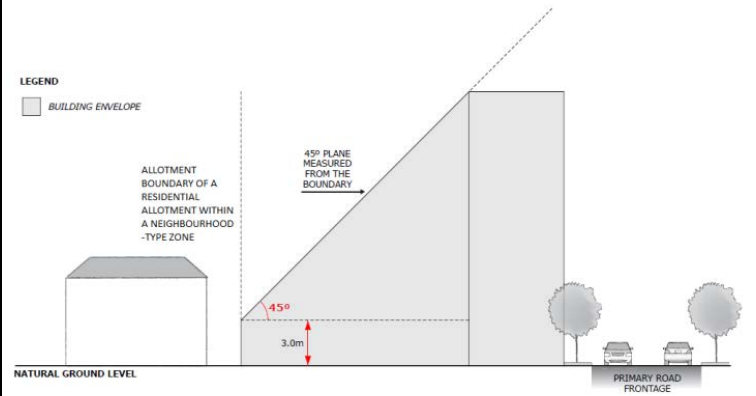 LEGEND
BUILDING ENVELOPE
ALLOTMENT
BOUNDARY OF A
RESIDENTIAL
ALLOTMENT WITHIN
A NEIGHBOURHOOD
-TYPE ZONE
45º PLANE
MEASURED
FROM THE
BOUNDARY
45º
3.0m
NATURAL GROUND LEVEL
PRIMARY ROAD
FRONTAGE